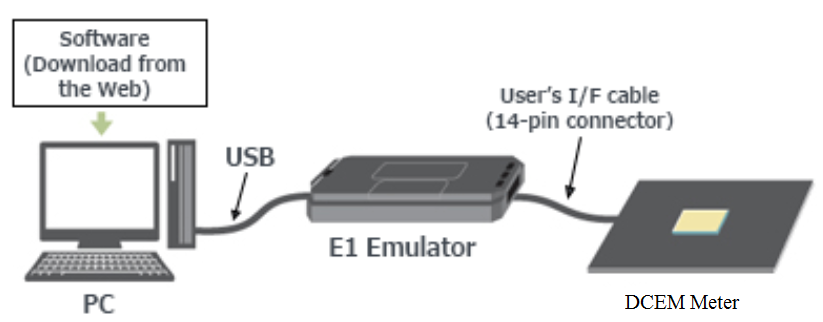 Software
(Download from
the Web)
User's I/F cable
(14-pin connector)
USB
E1 Emulator
PC
DCEM Meter